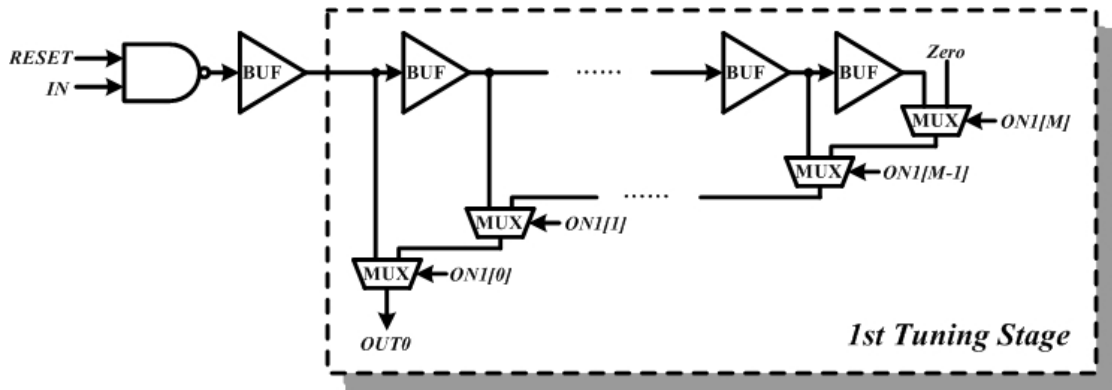 RESET
IN
BUF
BUF
......
BUF
BUF
Zero
MUX
ON1[M]
MUX
ON1[M-1]
......
MUX
ON1[1]
MUX
ON1[0]
OUT0
1st Tuning Stage